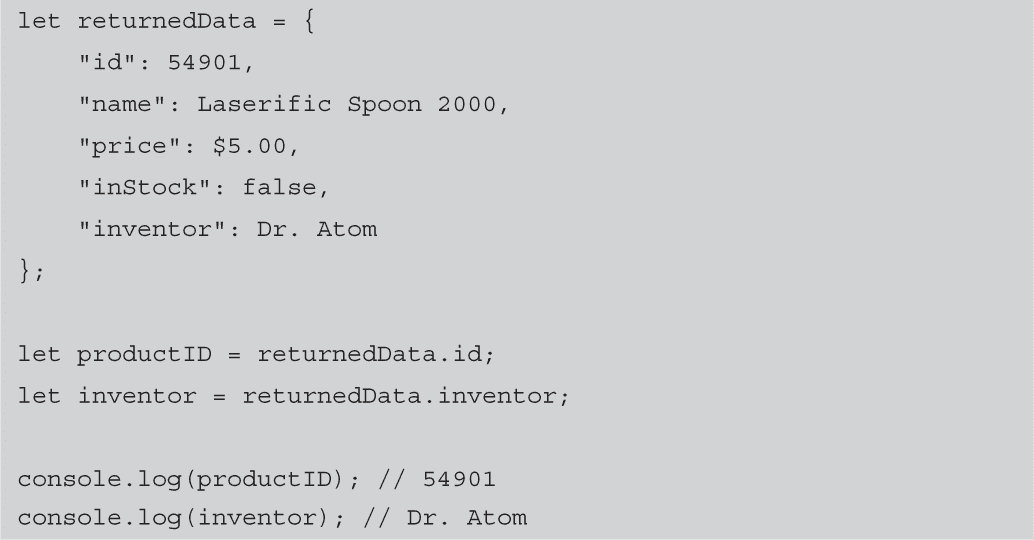 let returnedData = {
    "id": 54901,
    "name": Laserific Spoon 2000,
    "price": $5.00,
    "inStock": false,
    "inventor": Dr. Atom
};
let productID = returnedData.id;
let inventor = returnedData.inventor;
console.log(productID); // 54901
console.log(inventor); // Dr. Atom